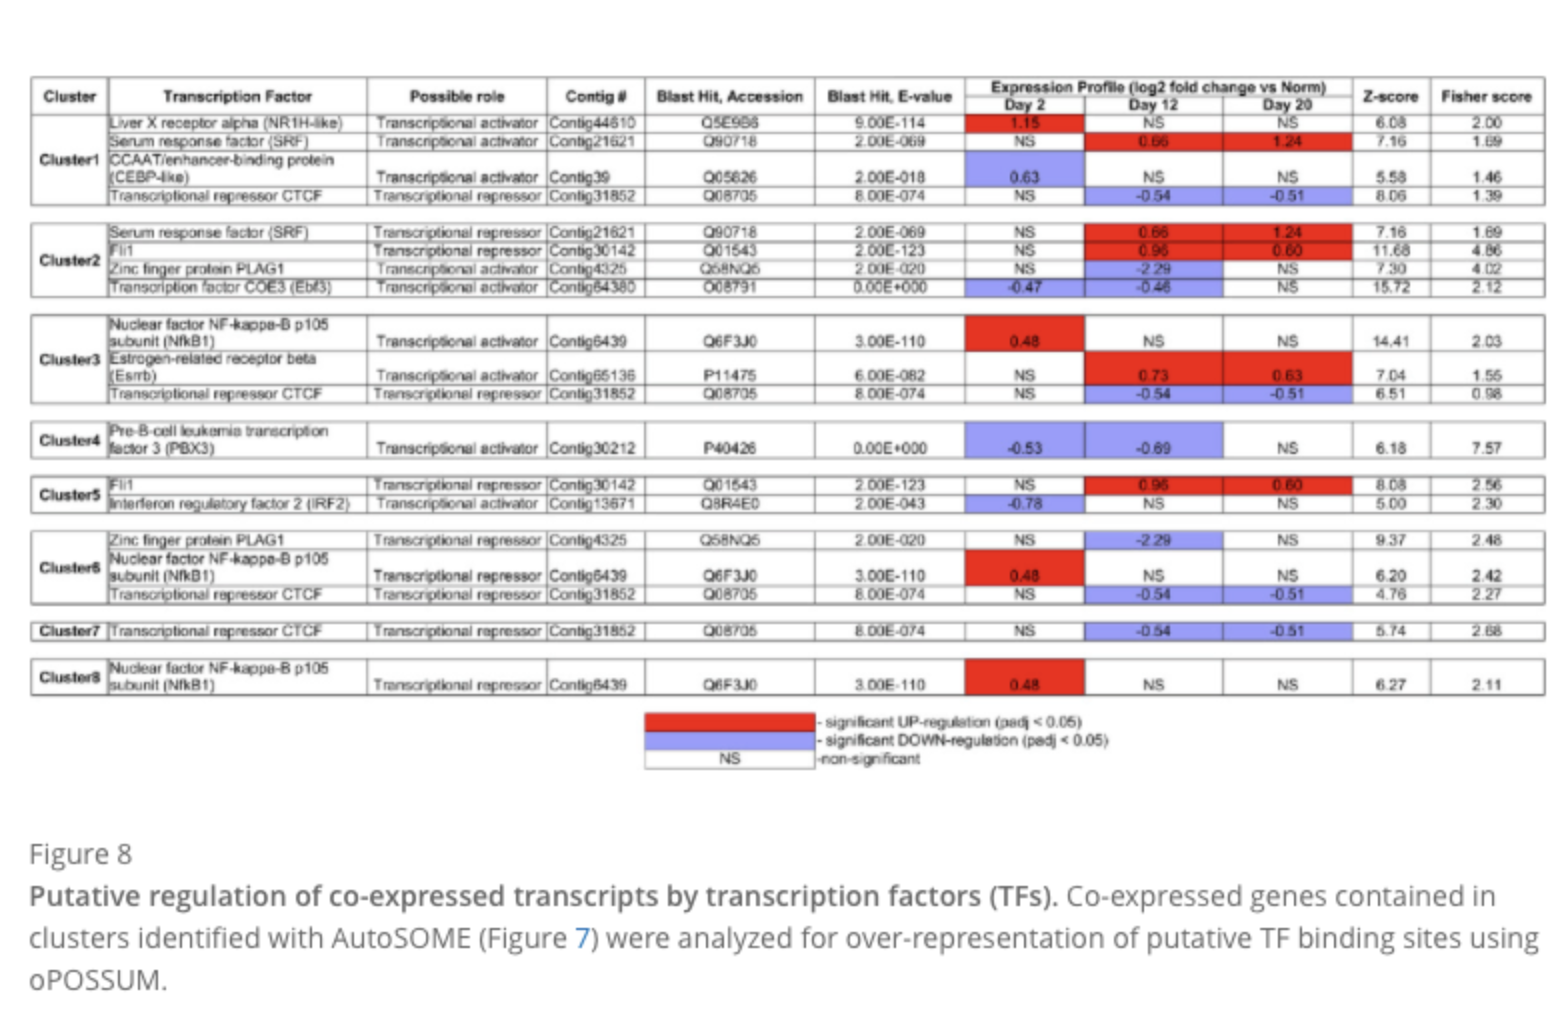 Cluster Transcription Factor Possible role Contig # Blast Hit, Accession Blast Hit, E-value Expression Profile (log2 fold change vs Norm) Z-score Fisher score
Day 2 Day 12 Day 20
Cluster1
Liver X receptor alpha (NR1H-like) Transcriptional activator Contig44610 Q5E9B6 9.00E-114 1.15 NS NS 6.08 2.00
Serum response factor (SRF) Transcriptional activator Contig21621 Q90718 2.00E-069 NS 0.66 1.24 7.16 1.69
CCAAT/enhancer-binding protein
(CEBP-like) Transcriptional activator Contig39 Q05826 2.00E-018 0.63 NS NS 5.58 1.46
Transcriptional repressor CTCF Transcriptional repressor Contig31852 Q08705 8.00E-074 NS -0.54 -0.51 8.06 1.39
Cluster2
Serum response factor (SRF) Transcriptional repressor Contig21621 Q90718 2.00E-069 NS 0.66 1.24 7.16 1.69
Fli1 Transcriptional repressor Contig30142 Q01543 2.00E-123 NS 0.96 0.60 11.68 4.86
Zinc finger protein PLAG1 Transcriptional activator Contig4325 Q58NQ5 2.00E-020 NS -2.29 NS 7.30 4.02
Transcription factor COE3 (Ebf3) Transcriptional activator Contig64380 O08791 0.00E+000 -0.47 -0.46 NS 15.72 2.12
Cluster3
Nuclear factor NF-kappa-B p105
subunit (NfkB1) Transcriptional activator Contig6439 Q6F3J0 3.00E-110 0.48 NS NS 14.41 2.03
Estrogen-related receptor beta
(Esrrb) Transcriptional activator Contig65136 P11475 6.00E-082 NS 0.73 0.63 7.04 1.55
Transcriptional repressor CTCF Transcriptional repressor Contig31852 Q08705 8.00E-074 NS -0.54 -0.51 6.51 0.98
Cluster4
Pre-B-cell leukemia transcription
factor 3 (PBX3) Transcriptional activator Contig30212 P40426 0.00E+000 -0.53 -0.69 NS 6.18 7.57
Cluster5
Fli1 Transcriptional repressor Contig30142 Q01543 2.00E-123 NS 0.96 0.60 8.08 2.56
Interferon regulatory factor 2 (IRF2) Transcriptional activator Contig13671 Q8R4E0 2.00E-043 -0.78 NS NS 5.00 2.30
Cluster6
Zinc finger protein PLAG1 Transcriptional repressor Contig4325 Q58NQ5 2.00E-020 NS -2.29 NS 9.37 2.48
Nuclear factor NF-kappa-B p105
subunit (NfkB1) Transcriptional repressor Contig6439 Q6F3J0 3.00E-110 0.48 NS NS 6.20 2.42
Transcriptional repressor CTCF Transcriptional repressor Contig31852 Q08705 8.00E-074 NS -0.54 -0.51 4.76 2.27
Cluster7 Transcriptional repressor CTCF Transcriptional repressor Contig31852 Q08705 8.00E-074 NS -0.54 -0.51 5.74 2.68
Cluster8
Nuclear factor NF-kappa-B p105
subunit (NfkB1) Transcriptional repressor Contig6439 Q6F3J0 3.00E-110 0.48 NS NS 6.27 2.11
- significant UP-regulation (padj < 0.05)
- significant DOWN-regulation (padj < 0.05)
NS -non-significant
Figure 8
Putative regulation of co-expressed transcripts by transcription factors (TFs). Co-expressed genes contained in
clusters identified with AutoSOME (Figure 7) were analyzed for over-representation of putative TF binding sites using
oPOSSUM.